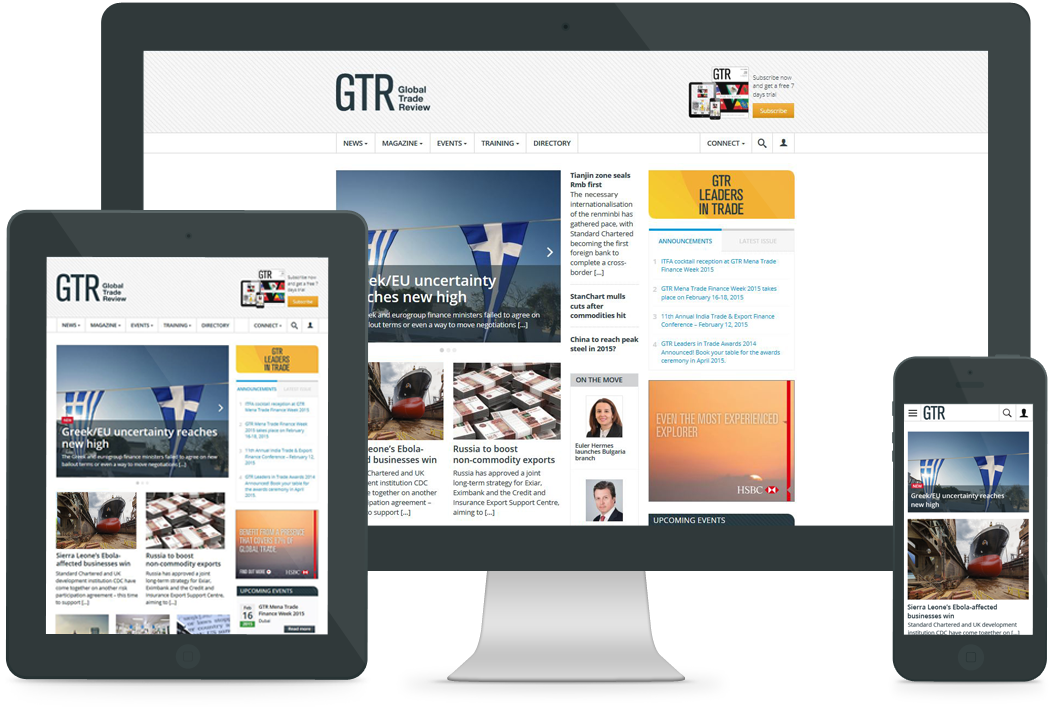 GTR Global
Trade
Review
GTR
Subscribe now
and get a free 7
days trial
Subscribe
NEWS
MAGAZINE
EVENTS
TRAINING
DIRECTORY
CONNECT
ek/EU uncertainty
ches new high
k and eurogroup finance ministers failed to agree on
lout terms or even a way to move negotiations [...]
Tianjin zone seals
Rmb first
The necessary
internationalisation
of the renminbi has
gathered pace, with
Standard Chartered
becoming the first
foreign bank to
complete a cross-
border [...]
StanChart mulls
cuts after
commodities hit
China to reach peak
steel in 2015?
ON THE MOVE
Euler Hermes
launches Bulgaria
branch
GTR
LEADERS
IN TRADE
ANNOUNCEMENTS
LATEST ISSUE
1 ITFA cocktail reception at GTR Mena Trade
Finance Week 2015
2 GTR Mena Trade Finance Week 2015 takes
place on February 16-18, 2015
3 11th Annual India Trade & Export Finance
Conference – February 12, 2015
4 GTR Leaders in Trade Awards 2014
Announced! Book your table for the awards
ceremony in April 2015.
EVEN THE MOST EXPERIENCED
EXPLORER
HSBC
UPCOMING EVENTS
eone's Ebola-
d businesses win
d Chartered and UK
ment institution CDC
e together on another
ipation agreement –
o support [...]
Russia to boost
non-commodity exports
Russia has approved a joint
long-term strategy for Exiar,
Eximbank and the Credit and
Insurance Export Support Centre,
aiming to [...]
GTR Global
Trade
Review
GTR
Subscribe now
and get a free 7
days trial
Subscribe
NEWS
MAGAZINE
EVENTS
TRAINING
DIRECTORY
CONNECT
NEW
Greek/EU uncertainty reaches
new high
The Greek and eurogroup finance ministers failed to agree on new
bailout terms or even a way to move negotiations [...]
GTR
LEADERS
IN TRADE
ANNOUNCEMENTS
LATEST ISSUE
1 ITFA cocktail reception at GTR
Mena Trade Finance Week 2015
2 GTR Mena Trade Finance Week
2015 takes place on February
16-18, 2015
3 11th Annual India Trade & Export
Finance Conference – February 12,
2015
4 GTR Leaders in Trade Awards 2014
Announced! Book your table for
the awards ceremony in April
2015.
BENEFIT FROM A PRESENCE
THAT COVERS 87% OF
GLOBAL TRADE.
FIND OUT MORE
HSBC
Sierra Leone's Ebola-
affected businesses win
Standard Chartered and UK
development institution CDC have
come together on another risk
participation agreement – this time
to support [...]
Russia to boost
non-commodity exports
Russia has approved a joint
long-term strategy for Exiar,
Eximbank and the Credit and
Insurance Export Support Centre,
aiming to [...]
UPCOMING EVENTS
Feb
16
2015
GTR Mena Trade
Finance Week 2015
Dubai
Read more
GTR
NEW
Greek/EU uncertainty reaches
new high
Sierra Leone's Ebola-affected
businesses win
Standard Chartered and UK development
institution CDC have come together on [...]